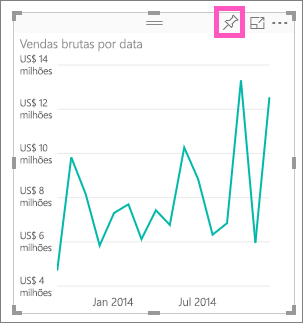 Vendas brutas por data
US$ 14
milhões
US$ 12
milhões
US$ 10
milhões
US$ 8
milhões
US$ 6
milhões
US$ 4
milhões
Jan 2014
Jul 2014